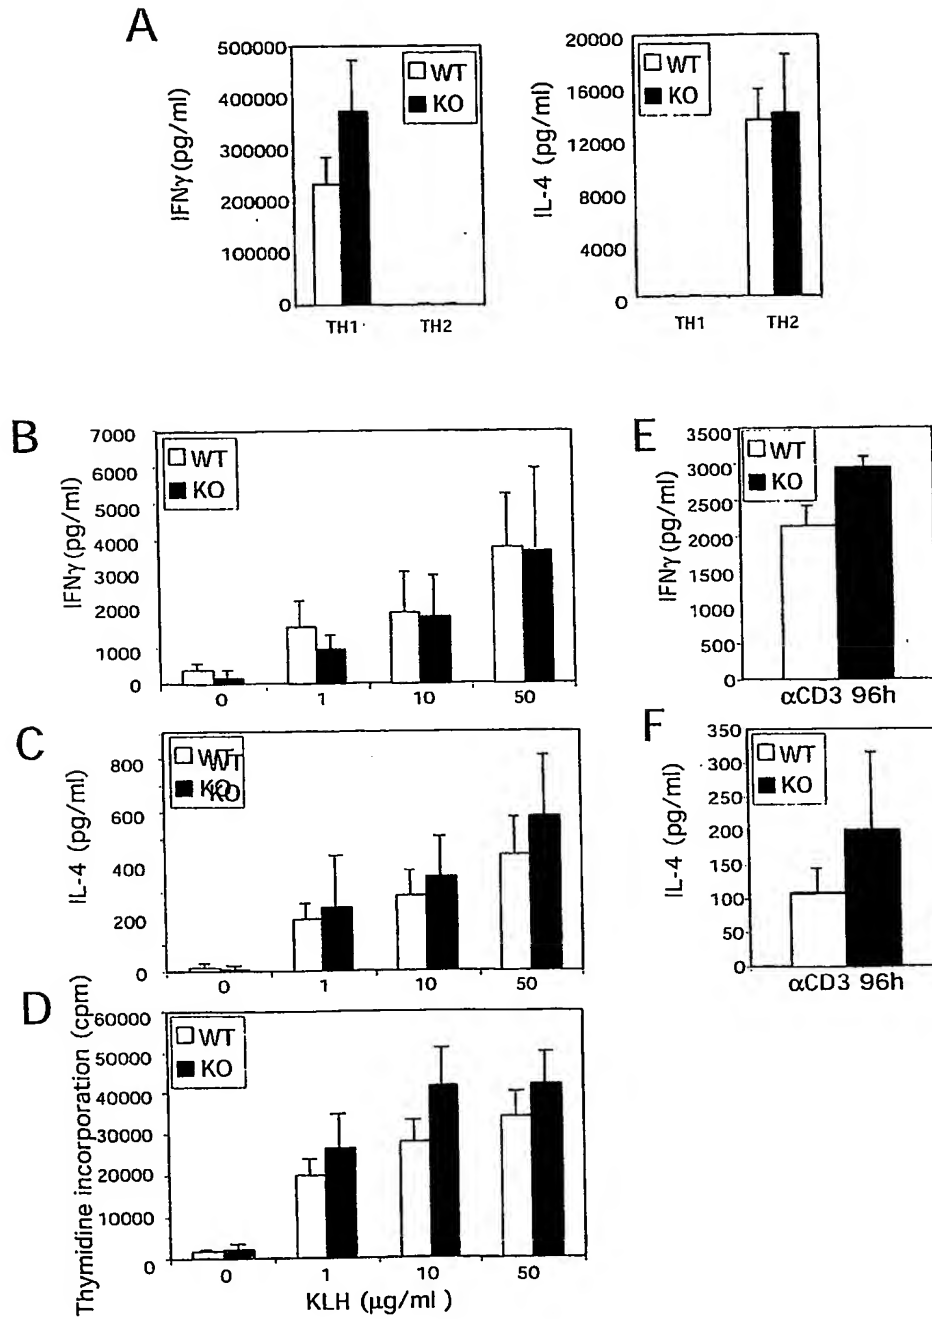 A
IFNγ (pg/ml)
500000
400000
300000
200000
100000
0
WT
KO
TH1
TH2
IL-4 (pg/ml)
20000
16000
12000
8000
4000
0
WT
KO
TH1
TH2
B
IFNγ (pg/ml)
7000
6000
5000
4000
3000
2000
1000
0
WT
KO
0
1
10
50
E
IFNγ (pg/ml)
3500
3000
2500
2000
1500
1000
500
0
WT
KO
αCD3 96h
C
IL-4 (pg/ml)
800
600
400
200
0
WT
WT
KO
KO
0
1
10
50
F
IL-4 (pg/ml)
350
300
250
200
150
100
50
0
WT
KO
αCD3 96h
D
Thymidine incorporation (cpm)
60000
50000
40000
30000
20000
10000
0
WT
KO
0
1
10
50
KLH (μg/ml )